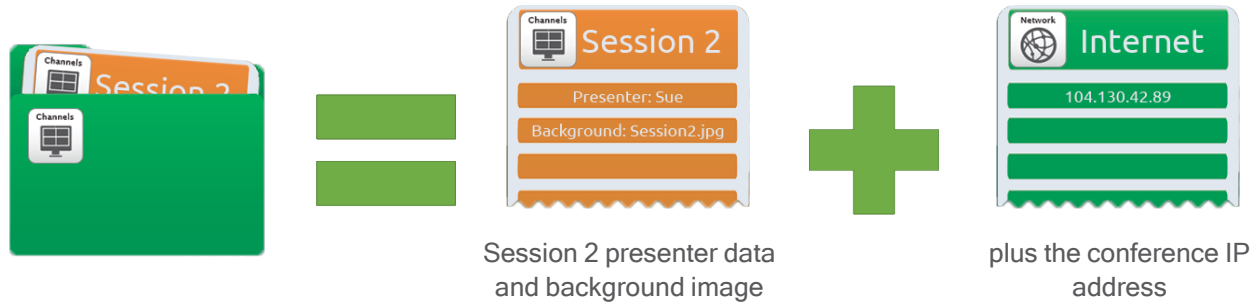 Channels
Session 2
Channels
Channels
Session 2
Presenter: Sue
Background: Session2.jpg
Session 2 presenter data
and background image
Network
Internet
104.130.42.89
plus the conference IP
address